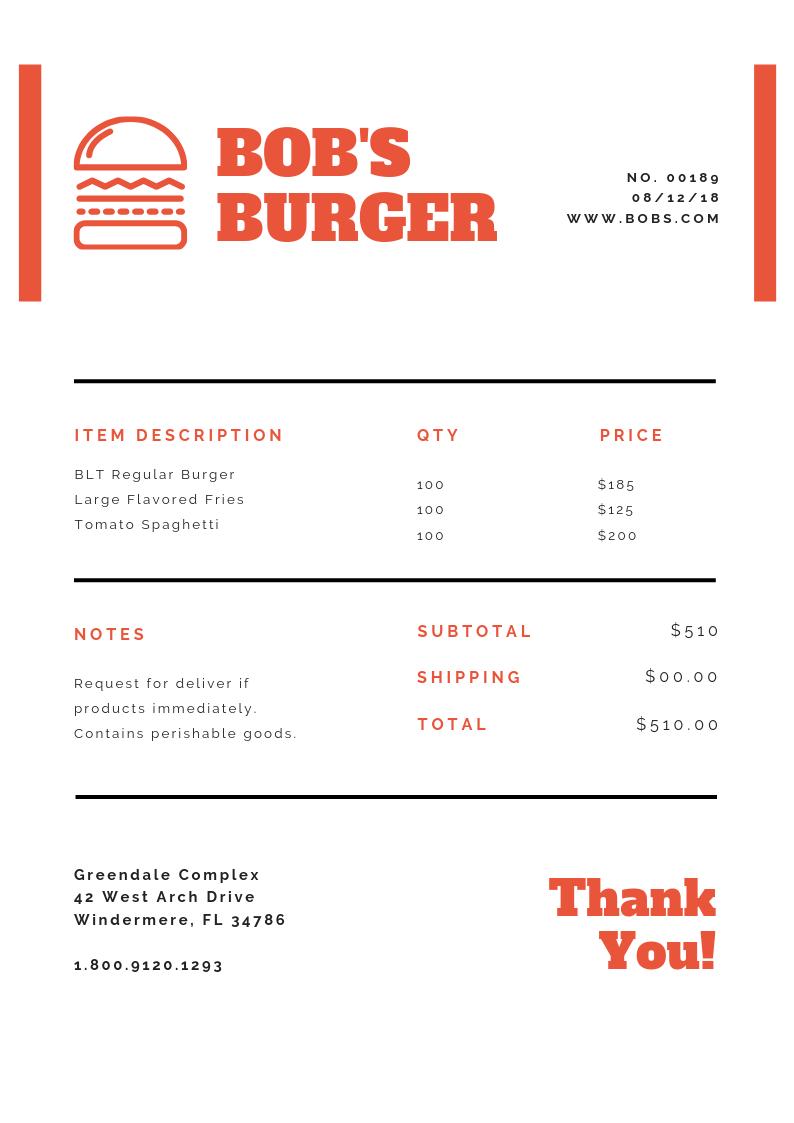 BOB'S
BURGER
NO. 00189
08/12/18
WWW.BOBS.COM
ITEM DESCRIPTION QTY PRICE
BLT Regular Burger 100 $185
Large Flavored Fries 100 $125
Tomato Spaghetti 100 $200
NOTES
Request for deliver if
products immediately.
Contains perishable goods.
SUBTOTAL $510
SHIPPING $00.00
TOTAL $510.00
Greendale Complex
42 West Arch Drive
Windermere, FL 34786
1.800.9120.1293
Thank
You!